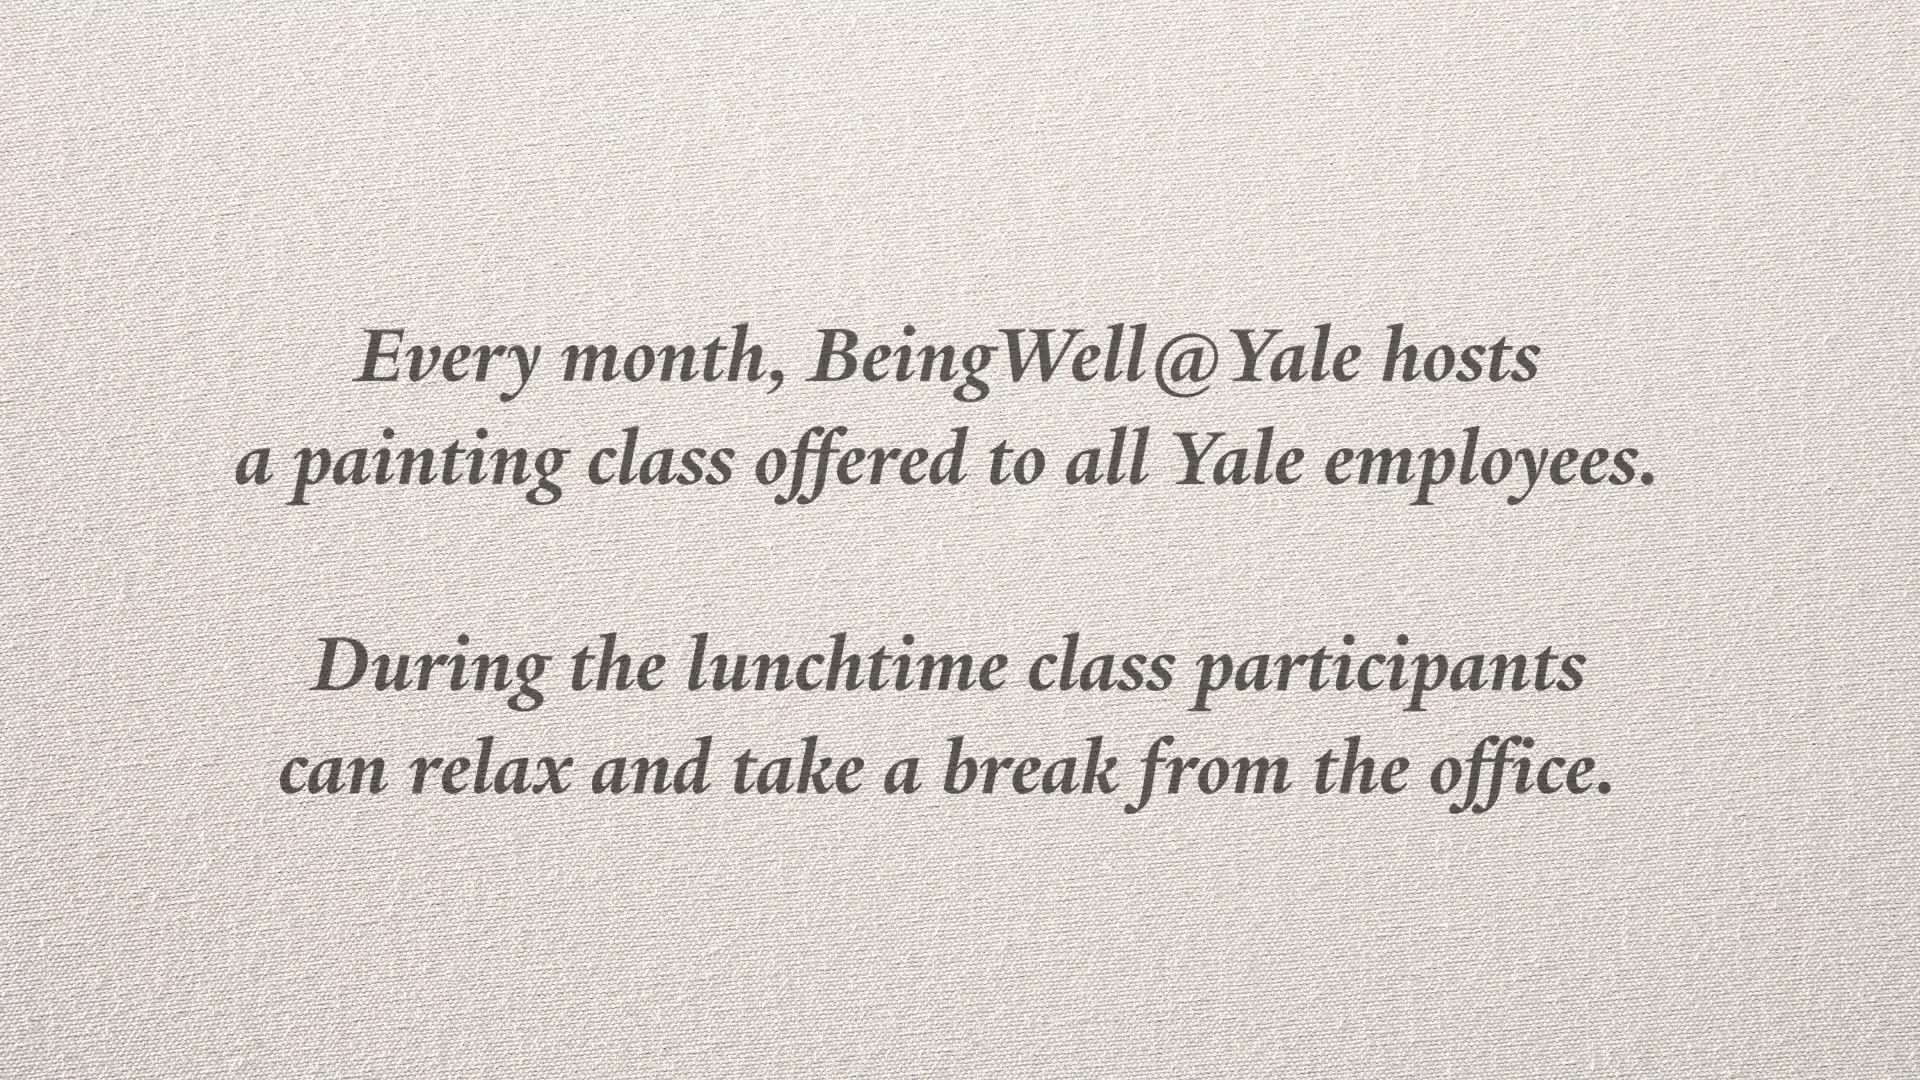 Every month, BeingWell@Yale hosts
a painting class offered to all Yale employees.
During the lunchtime class participants
can relax and take a break from the office.